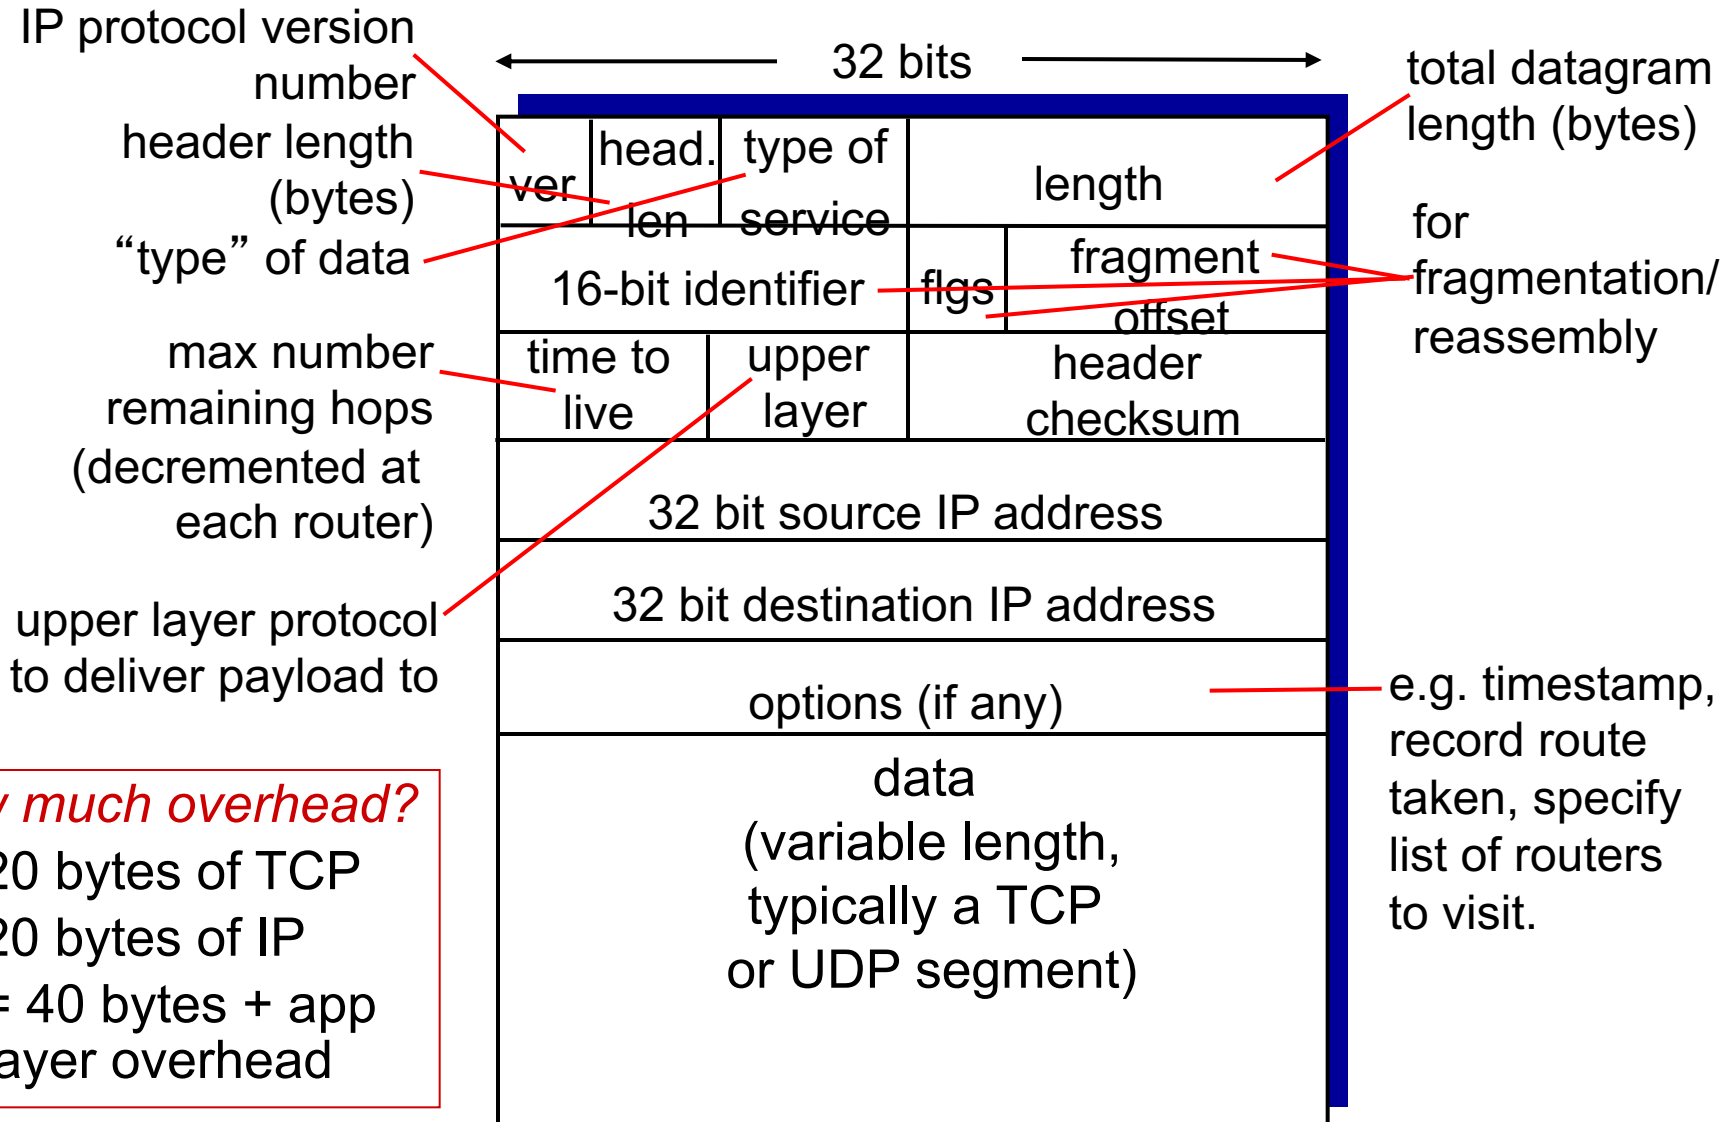 IP protocol version
number
header length
(bytes)
“type” of data
max number
remaining hops
(decremented at
each router)
upper layer protocol
to deliver payload to
much overhead?
20 bytes of TCP
20 bytes of IP
= 40 bytes + app
ayer overhead
32 bits
ver
head.
len
type of
service
length
16-bit identifier
flgs
fragment
offset
time to
live
upper
layer
header
checksum
32 bit source IP address
32 bit destination IP address
options (if any)
data
(variable length,
typically a TCP
or UDP segment)
total datagram
length (bytes)
for
fragmentation/
reassembly
e.g. timestamp,
record route
taken, specify
list of routers
to visit.